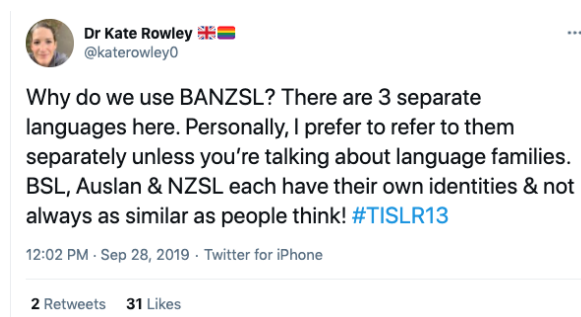 Dr Kate Rowley 🇬🇧🏳️‍🌈
@katerowley0
Why do we use BANZSL? There are 3 separate
languages here. Personally, I prefer to refer to them
separately unless you’re talking about language families.
BSL, Auslan & NZSL each have their own identities & not
always as similar as people think! #TISLR13
12:02 PM · Sep 28, 2019 · Twitter for iPhone
2 Retweets 31 Likes